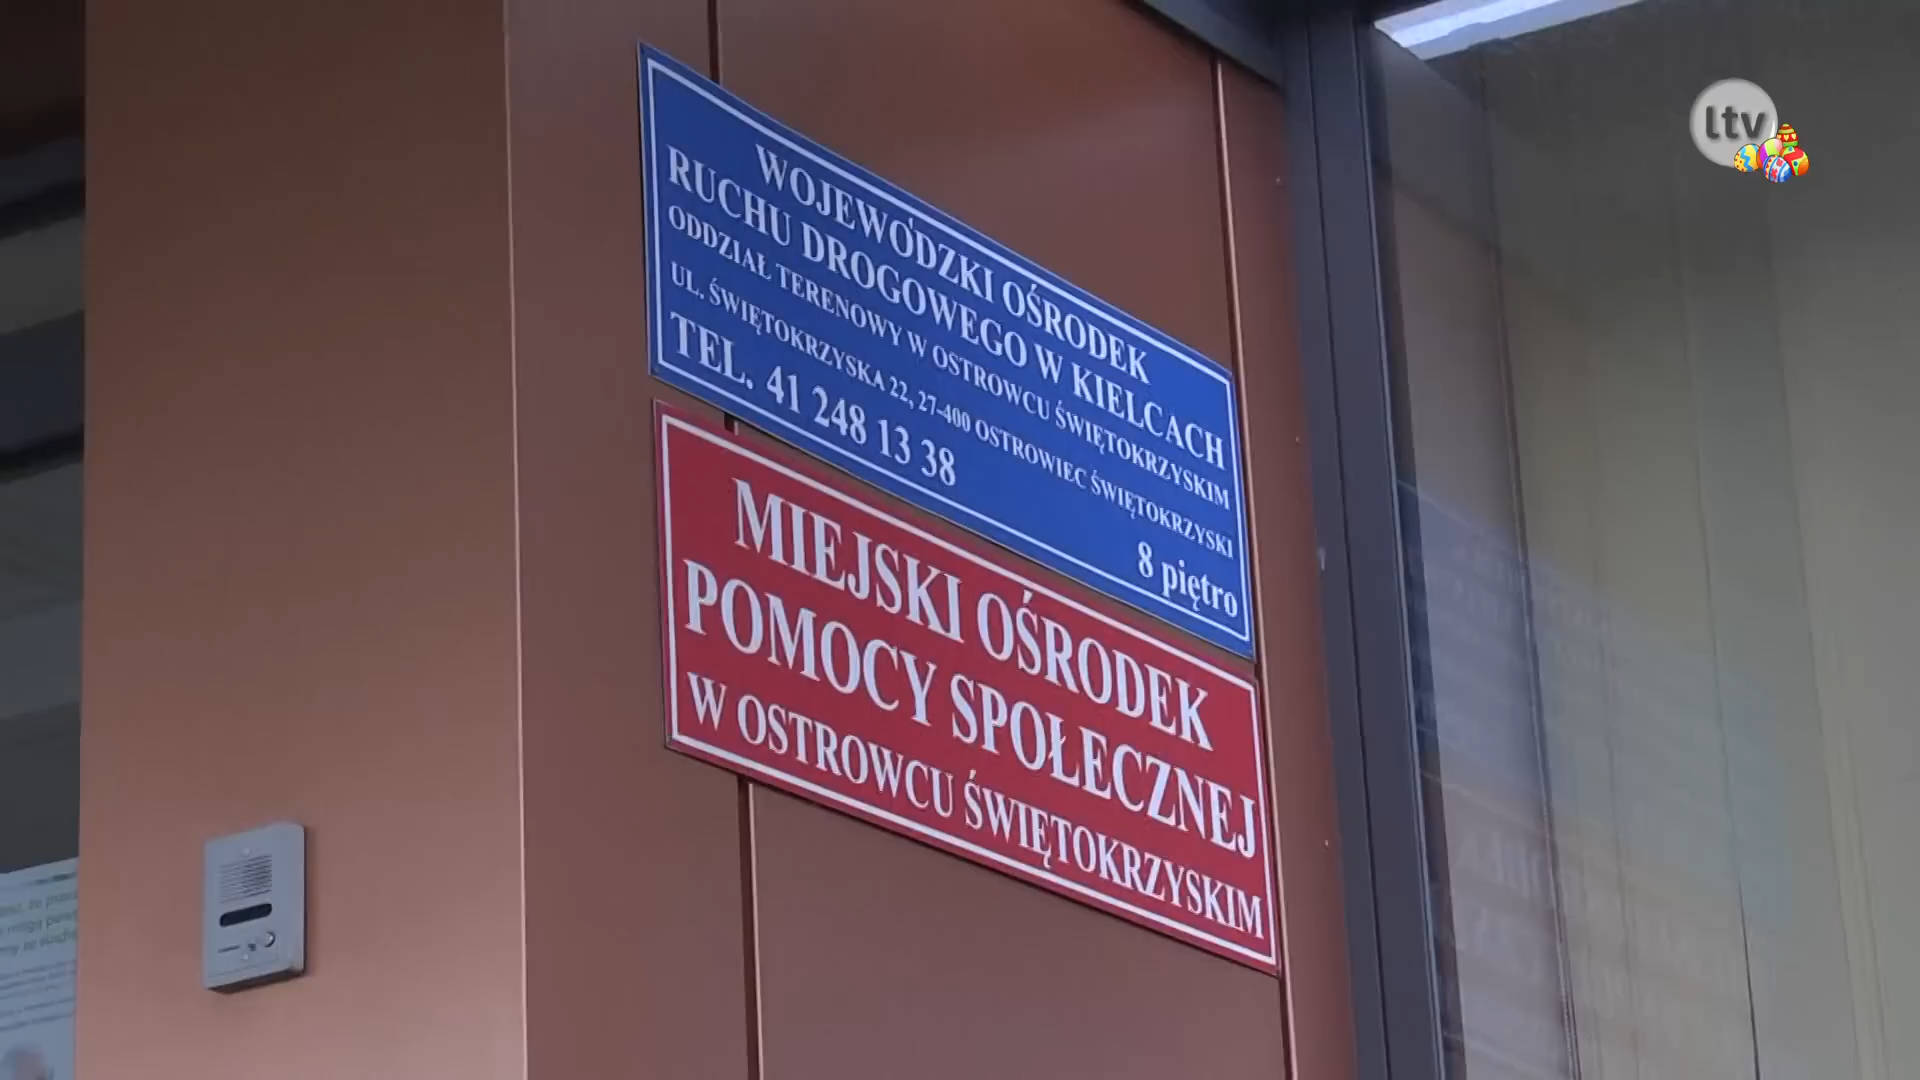 ltv
WOJEWÓDZKI OŚRODEK
RUCHU DROGOWEGO W KIELCACH
ODDZIAŁ TERENOWY W OSTROWCU ŚWIĘTOKRZYSKIM
UL. ŚWIĘTOKRZYSKA 22, 27-400 OSTROWIEC ŚWIĘTOKRZYSKI
TEL. 41 248 13 38
8 piętro
MIEJSKI OŚRODEK
POMOCY SPOŁECZNEJ
W OSTROWCU ŚWIĘTOKRZYSKIM